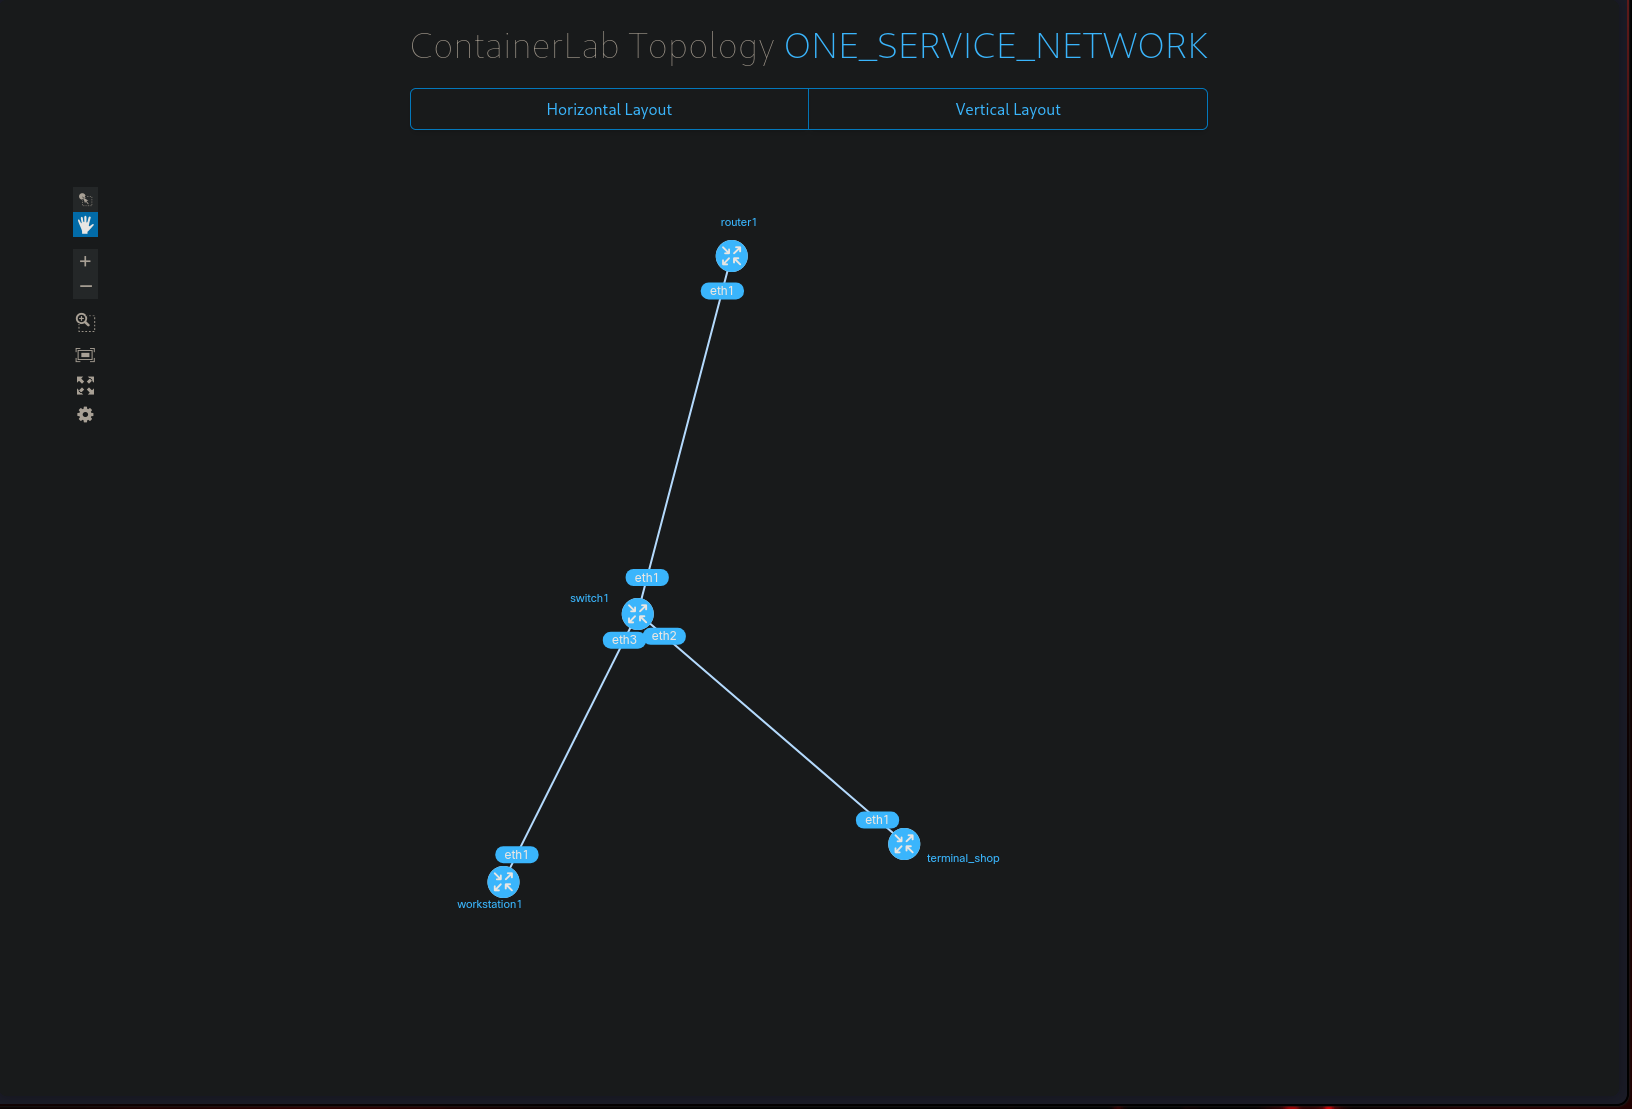 ContainerLab Topology ONE_SERVICE_NETWORK
Horizontal Layout
Vertical Layout
router1
eth1
eth1
switch1
eth3
eth2
eth1
terminal_shop
eth1
workstation1